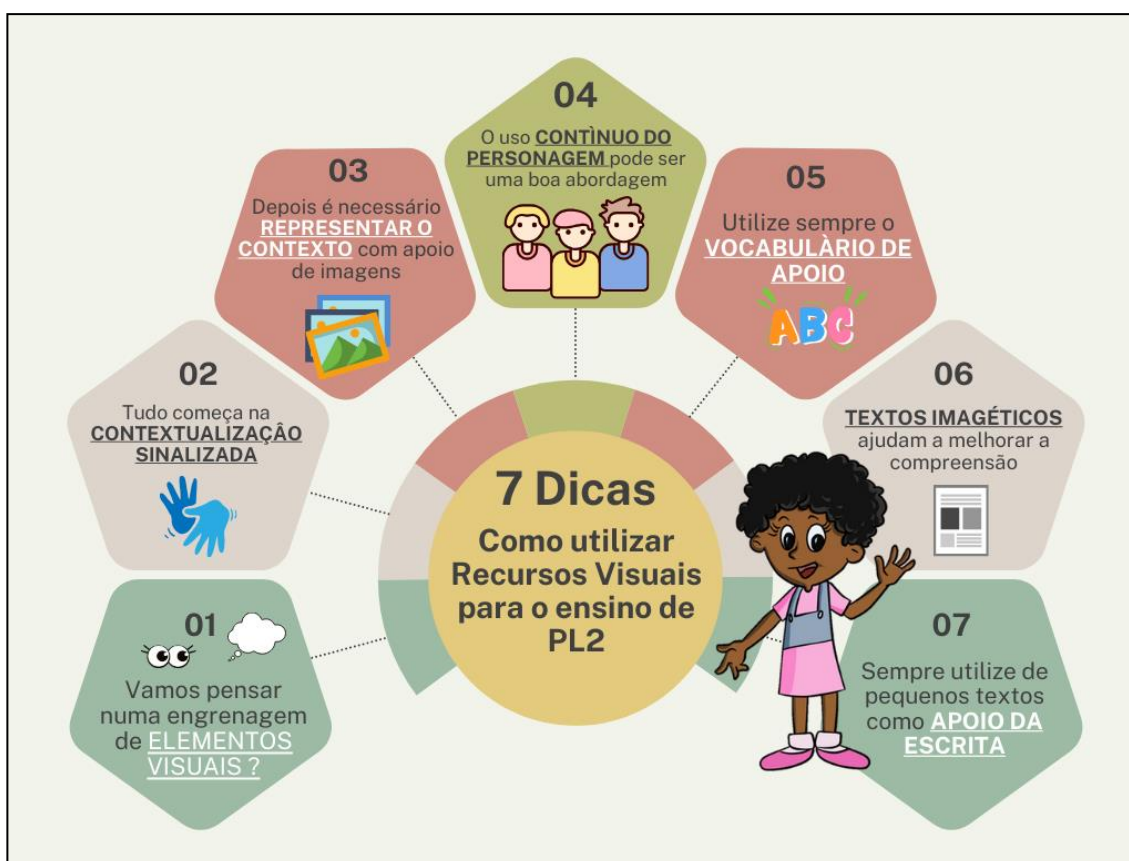 7 Dicas
Como utilizar
Recursos Visuais
para o ensino de
PL2
01
Vamos pensar
numa engrenagem
de ELEMENTOS
VISUAIS ?
02
Tudo começa na
CONTEXTUALIZAÇÂO
SINALIZADA
03
Depois é necessário
REPRESENTAR O
CONTEXTO com apoio
de imagens
04
O uso CONTÌNUO DO
PERSONAGEM pode ser
uma boa abordagem
05
Utilize sempre o
VOCABULÀRIO DE
APOIO
ABC
06
TEXTOS IMAGÉTICOS
ajudam a melhorar a
compreensão
07
Sempre utilize de
pequenos textos
como APOIO DA
ESCRITA